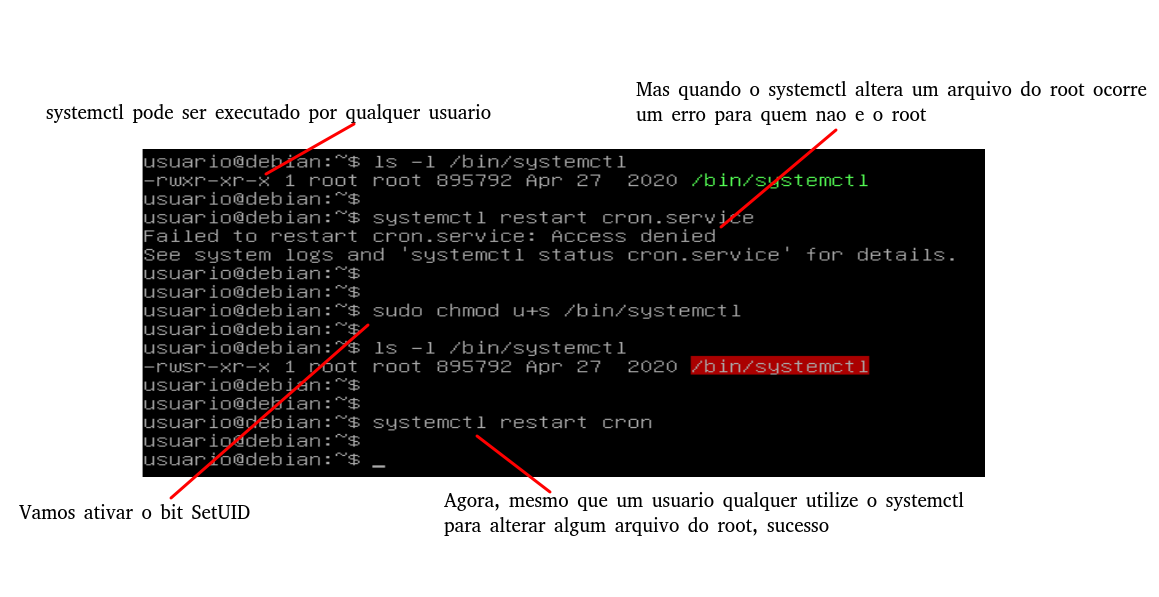 Mas quando o systemctl altera um arquivo do root ocorre
um erro para quem nao e o root
systemctl pode ser executado por qualquer usuario
usuario@debian:~$ ls -l /bin/systemctl
-rwxr-xr-x 1 root root 895792 Apr 27  2020 /bin/systemctl
usuario@debian:~$
usuario@debian:~$ systemctl restart cron.service
Failed to restart cron.service: Access denied
See system logs and 'systemctl status cron.service' for details.
usuario@debian:~$
usuario@debian:~$
usuario@debian:~$ sudo chmod u+s /bin/systemctl
usuario@debian:~$
usuario@debian:~$ ls -l /bin/systemctl
-rwsr-xr-x 1 root root 895792 Apr 27  2020 /bin/systemctl
usuario@debian:~$
usuario@debian:~$
usuario@debian:~$ systemctl restart cron
usuario@debian:~$
usuario@debian:~$ _
Vamos ativar o bit SetUID
Agora, mesmo que um usuario qualquer utilize o systemctl
para alterar algum arquivo do root, sucesso